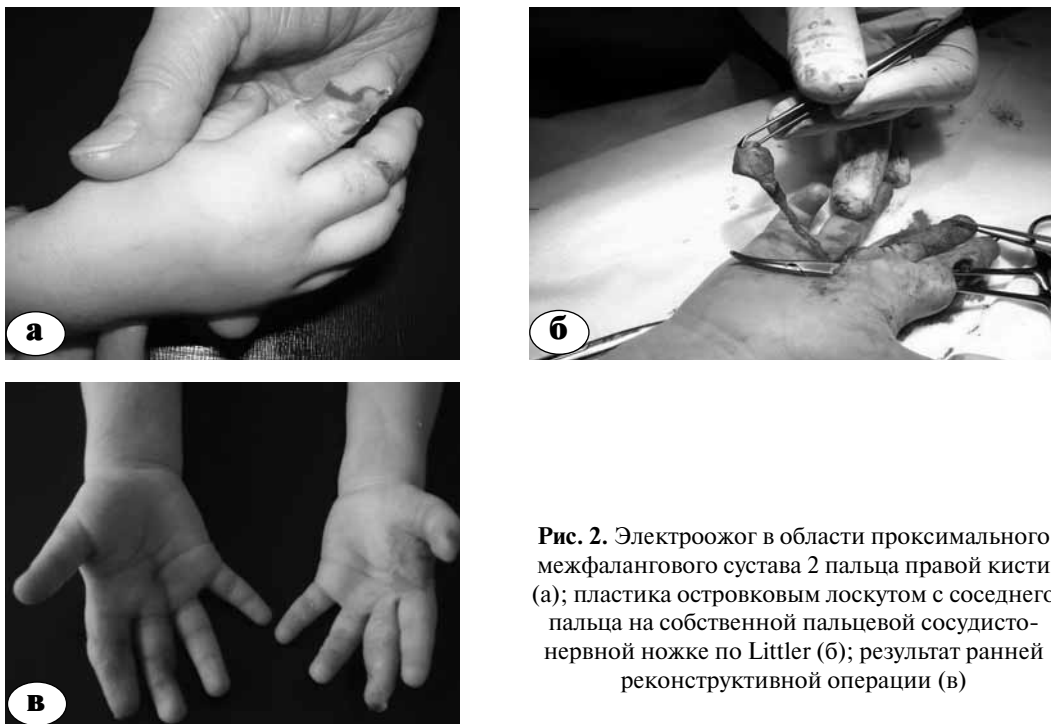 а
б
в
Рис. 2. Электроожог в области проксимального
межфалангового сустава 2 пальца правой кисти
(а); пластика островковым лоскутом с соседнего
пальца на собственной пальцевой сосудисто-
нервной ножке по Littler (б); результат ранней
реконструктивной операции (в)